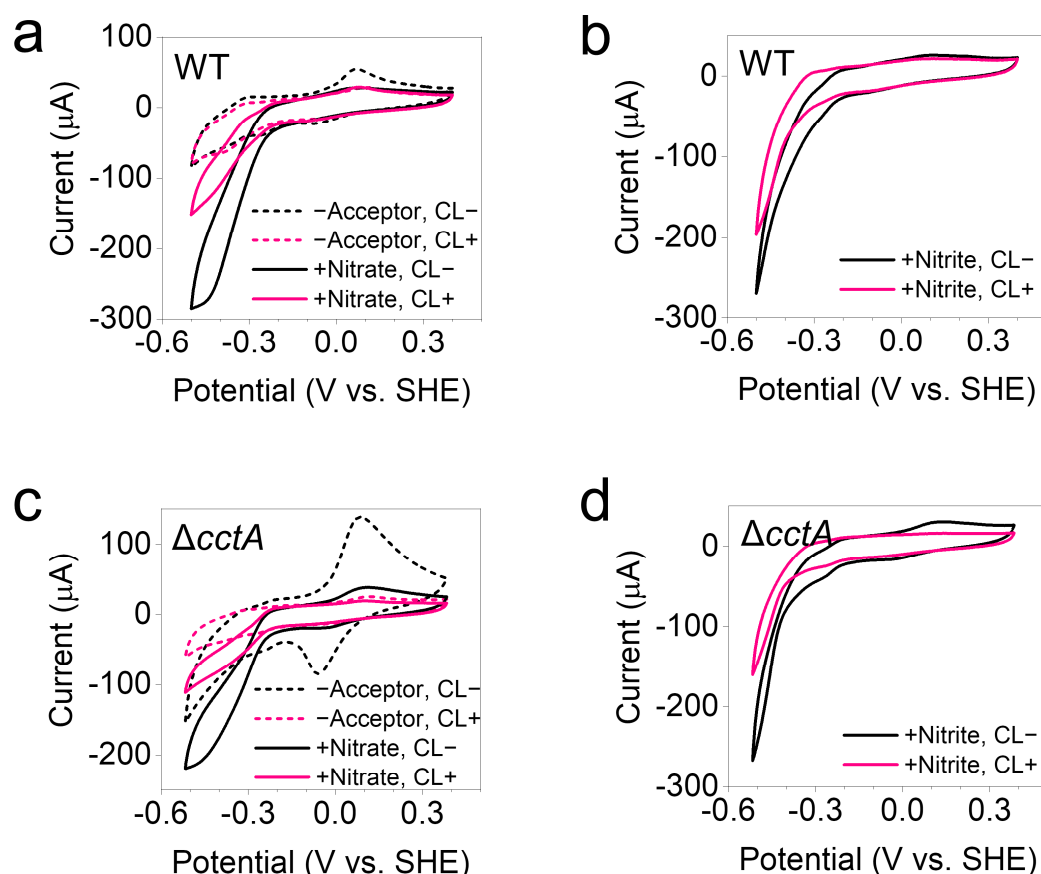 a
WT
100
0
-100
-200
-300
Current (μA)
−Acceptor, CL−
−Acceptor, CL+
+Nitrate, CL−
+Nitrate, CL+
-0.6 -0.3 0.0 0.3
Potential (V vs. SHE)
b
WT
0
-100
-200
-300
Current (μA)
+Nitrite, CL−
+Nitrite, CL+
-0.6 -0.3 0.0 0.3
Potential (V vs. SHE)
c
ΔcctA
100
0
-100
-200
Current (μA)
−Acceptor, CL−
−Acceptor, CL+
+Nitrate, CL−
+Nitrate, CL+
-0.6 -0.3 0.0 0.3
Potential (V vs. SHE)
d
ΔcctA
0
-100
-200
-300
Current (μA)
+Nitrite, CL−
+Nitrite, CL+
-0.6 -0.3 0.0 0.3
Potential (V vs. SHE)